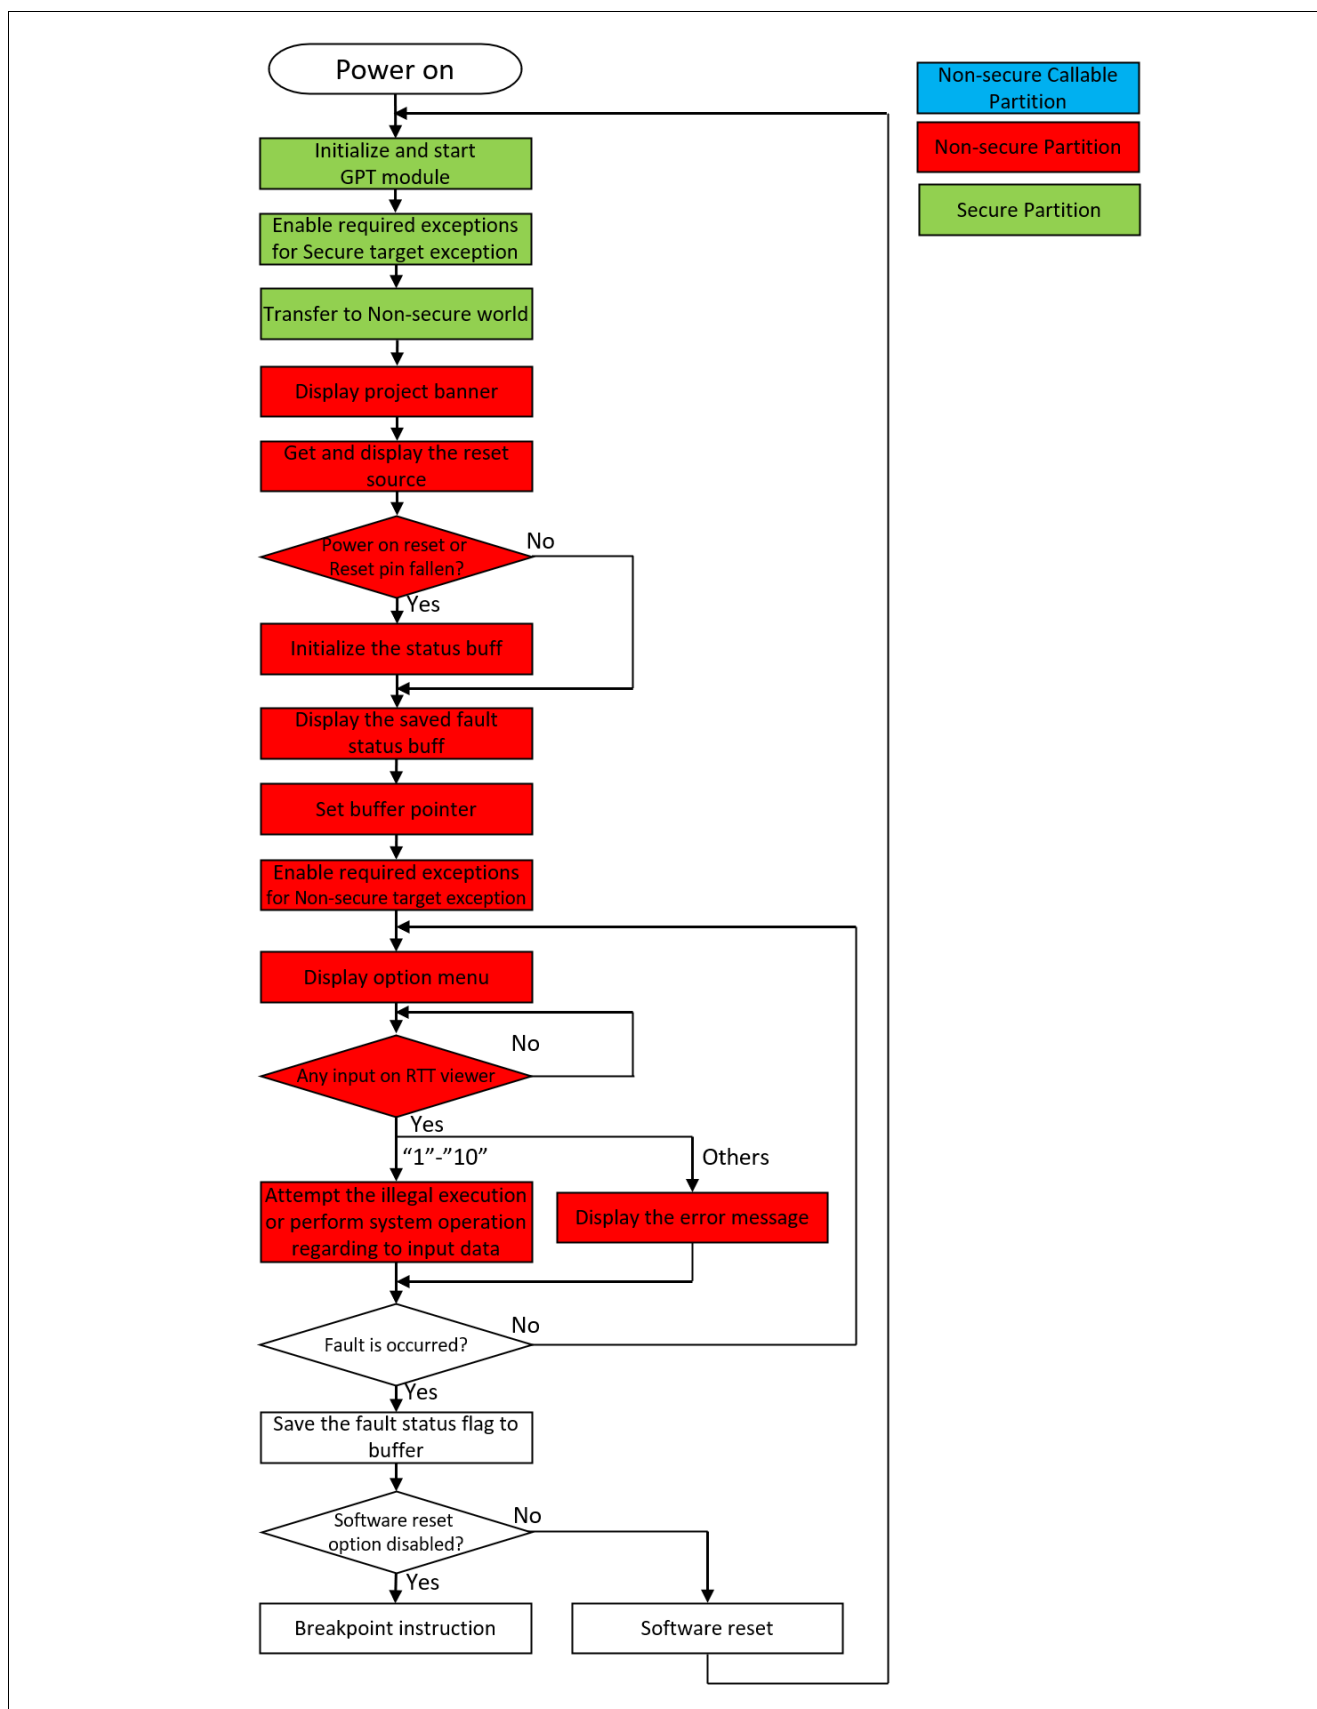 Power on
Non-secure Callable
Partition
Non-secure Partition
Secure Partition
Initialize and start
GPT module
Enable required exceptions
for Secure target exception
Transfer to Non-secure world
Display project banner
Get and display the reset
source
Power on reset or
Reset pin fallen?
No
Yes
Initialize the status buff
Display the saved fault
status buff
Set buffer pointer
Enable required exceptions
for Non-secure target exception
Display option menu
No
Any input on RTT viewer
Yes
“1”-”10”
Others
Attempt the illegal execution
or perform system operation
regarding to input data
Display the error message
No
Fault is occurred?
Yes
Save the fault status flag to
buffer
No
Software reset
option disabled?
Yes
Breakpoint instruction
Software reset